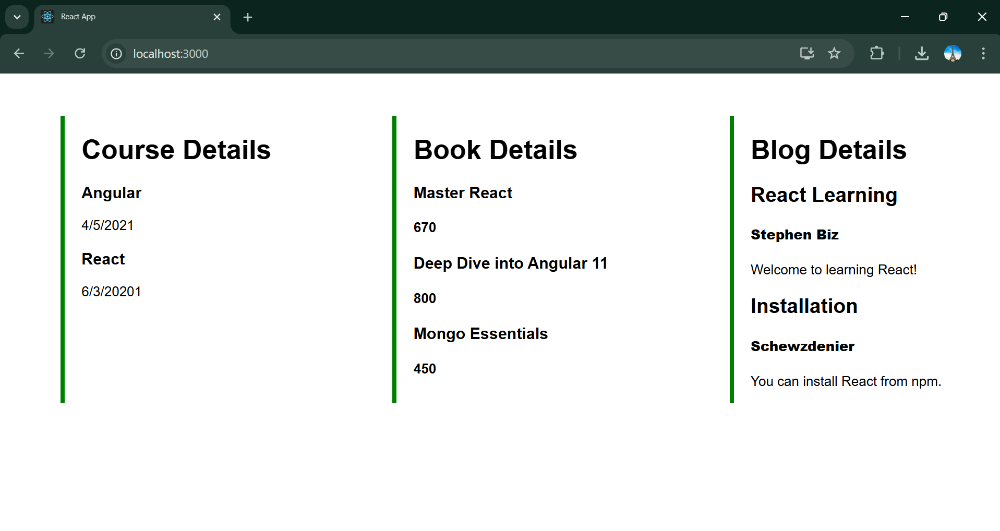 React App
localhost:3000
Course Details
Angular
4/5/2021
React
6/3/20201
Book Details
Master React
670
Deep Dive into Angular 11
800
Mongo Essentials
450
Blog Details
React Learning
Stephen Biz
Welcome to learning React!
Installation
Schewzdenier
You can install React from npm.